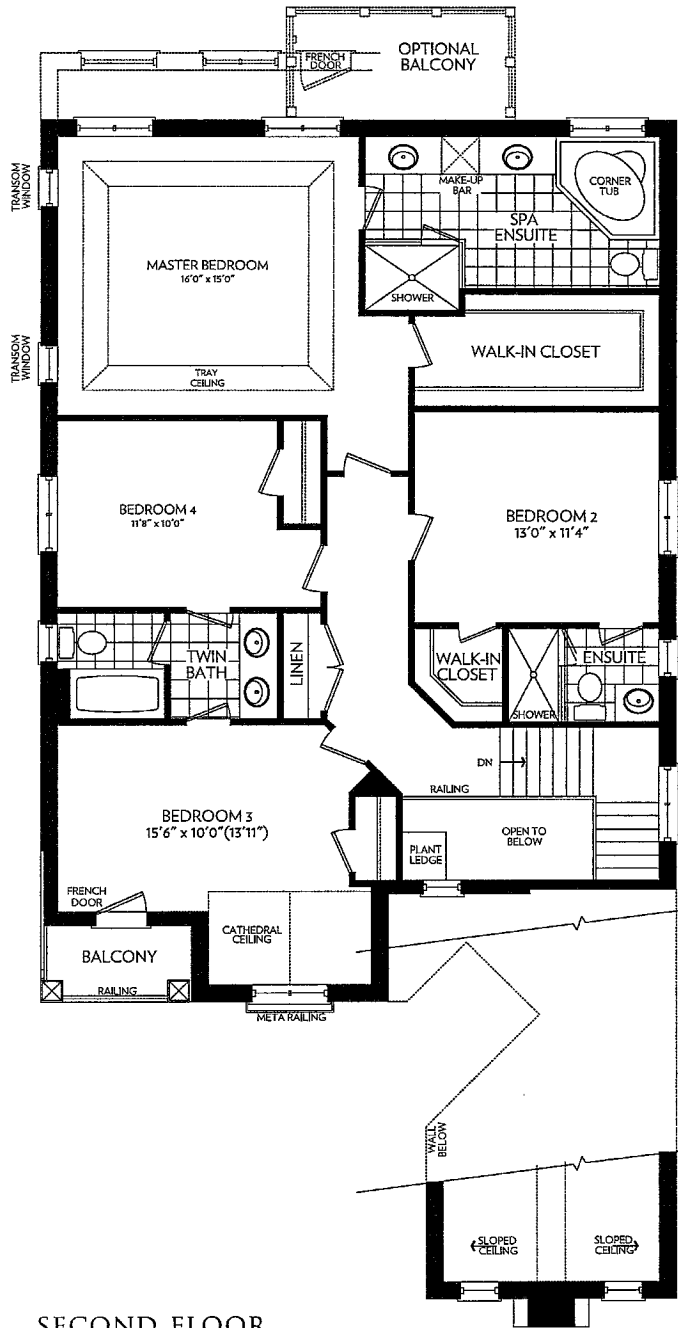 OPTIONAL
BALCONY
FRENCH
DOOR
TRANSOM
WINDOW
MAKE-UP
BAR
CORNER
TUB
SPA
ENSUITE
MASTER BEDROOM
16'0" x 15'0"
SHOWER
TRANSOM
WINDOW
WALK-IN CLOSET
TRAY
CEILING
BEDROOM 4
11'8" x 10'0"
BEDROOM 2
13'0" x 11'4"
TWIN
BATH
LINEN
WALK-IN
CLOSET
ENSUITE
SHOWER
DN
RAILING
BEDROOM 3
15'6" x 10'0"(13'11")
OPEN TO
BELOW
PLANT
LEDGE
FRENCH
DOOR
CATHEDRAL
CEILING
BALCONY
RAILING
META RAILING
WALL
BELOW
SLOPED
CEILING
SLOPED
CEILING
SECOND FLOOR